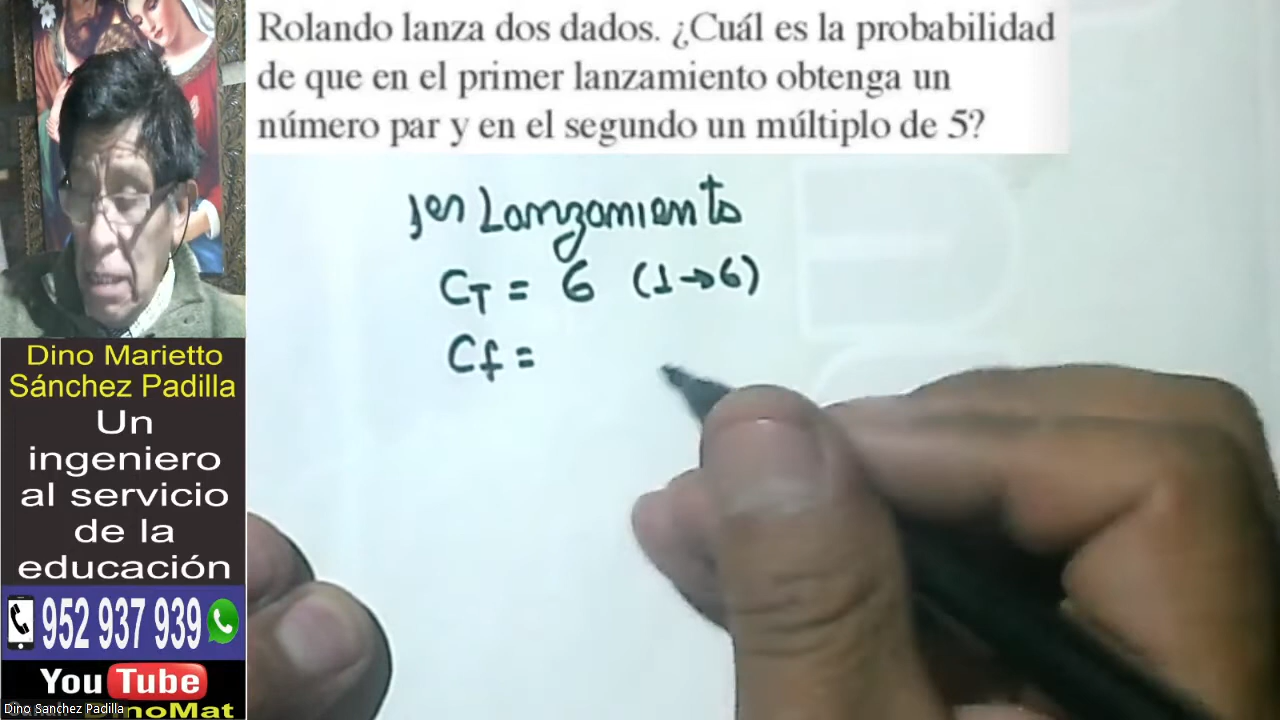 Rolando lanza dos dados. ¿Cuál es la probabilidad
de que en el primer lanzamiento obtenga un
número par y en el segundo un múltiplo de 5?
1er Lanzamiento
CT = 6 (1→6)
Cf =
Dino Marietto
Sánchez Padilla
Un
ingeniero
al servicio
de la
educación
952 937 939
YouTube
Dino Sanchez Padilla
DinoMat